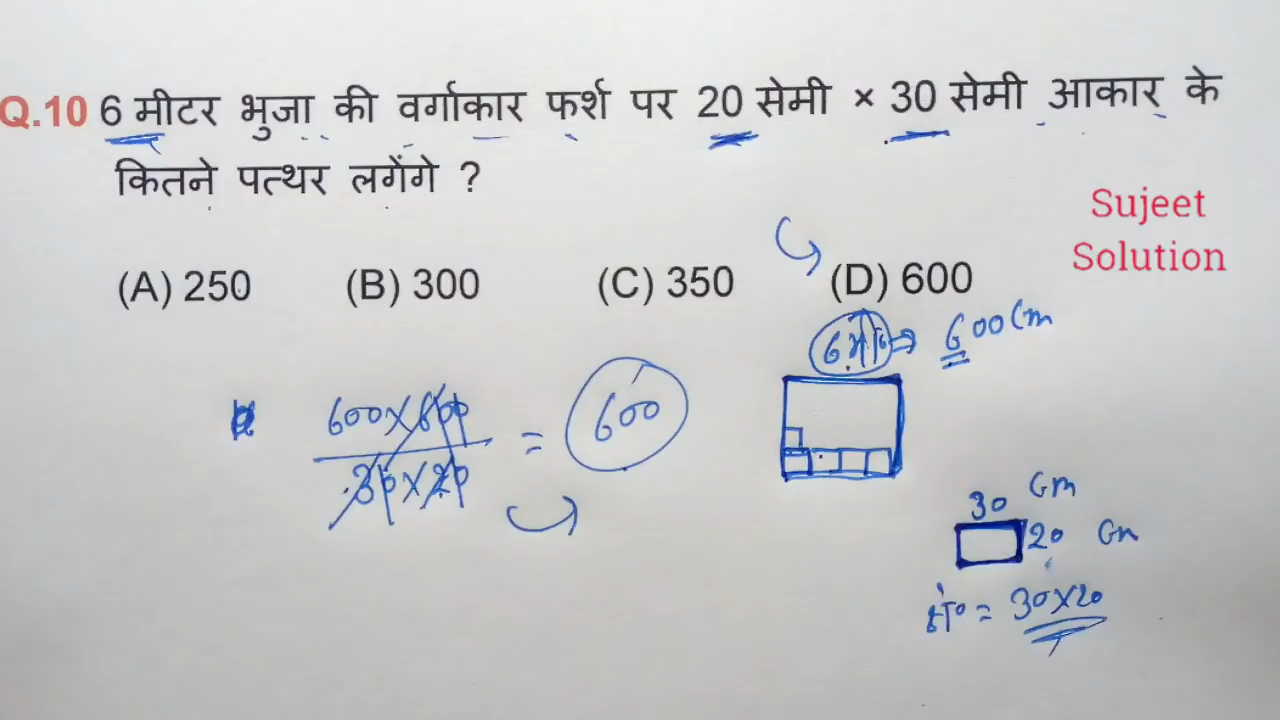 Q.10 6 मीटर भुजा की वर्गाकार फर्श पर 20 सेमी × 30 सेमी आकार के
कितने पत्थर लगेंगे ?
Sujeet
Solution
(A) 250 (B) 300 (C) 350 (D) 600
600 Cm
600×600
30×20
= 600
30 Cm
20 Cm
= 30×20